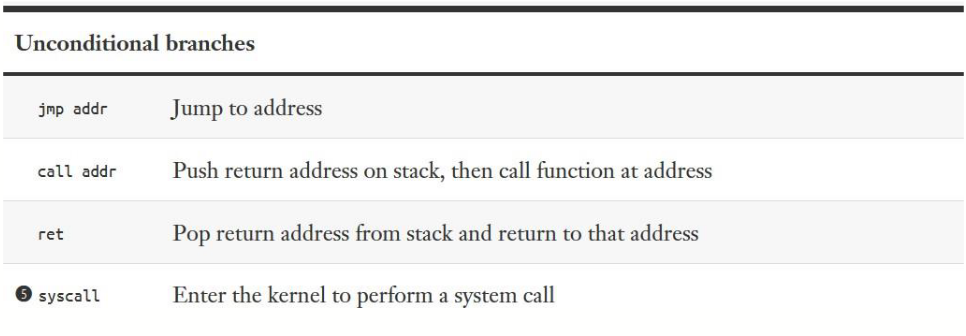 Unconditional branches
jmp addr Jump to address
call addr Push return address on stack, then call function at address
ret Pop return address from stack and return to that address
❺ syscall Enter the kernel to perform a system call